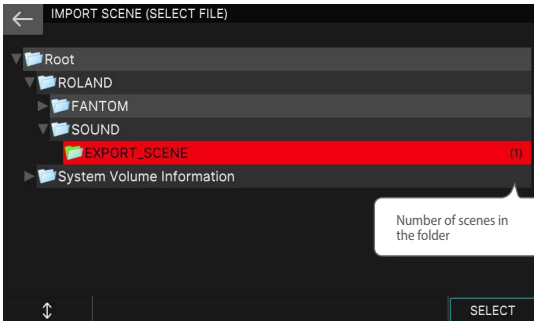 IMPORT SCENE (SELECT FILE)
Root
ROLAND
FANTOM
SOUND
EXPORT_SCENE (1)
System Volume Information
Number of scenes in
the folder
SELECT